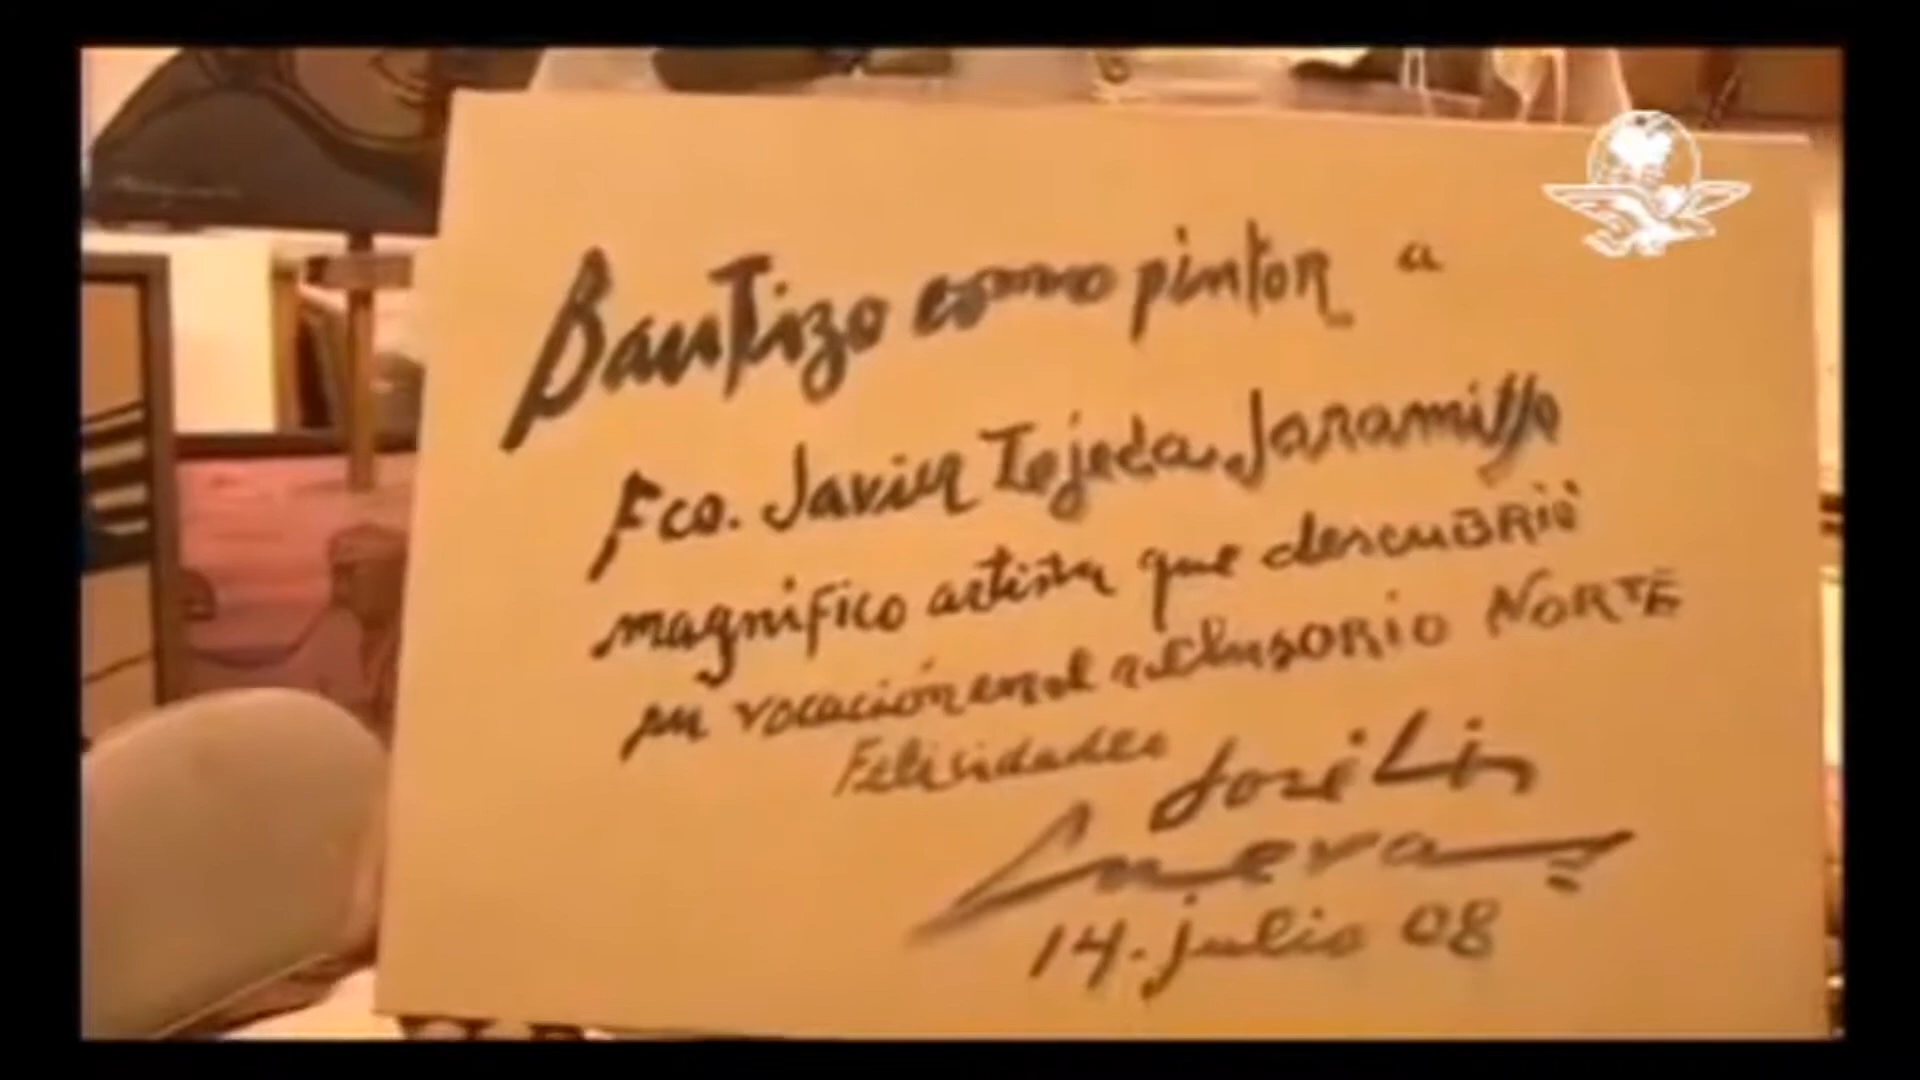 Bautizo como pintor a
Fco. Javier Tejeda Jaramillo
magnifico artista que descuBRIÓ
su vocación en el reclusORIO NORTE
Felicidades José Luis
Cuevas
14. julio 08